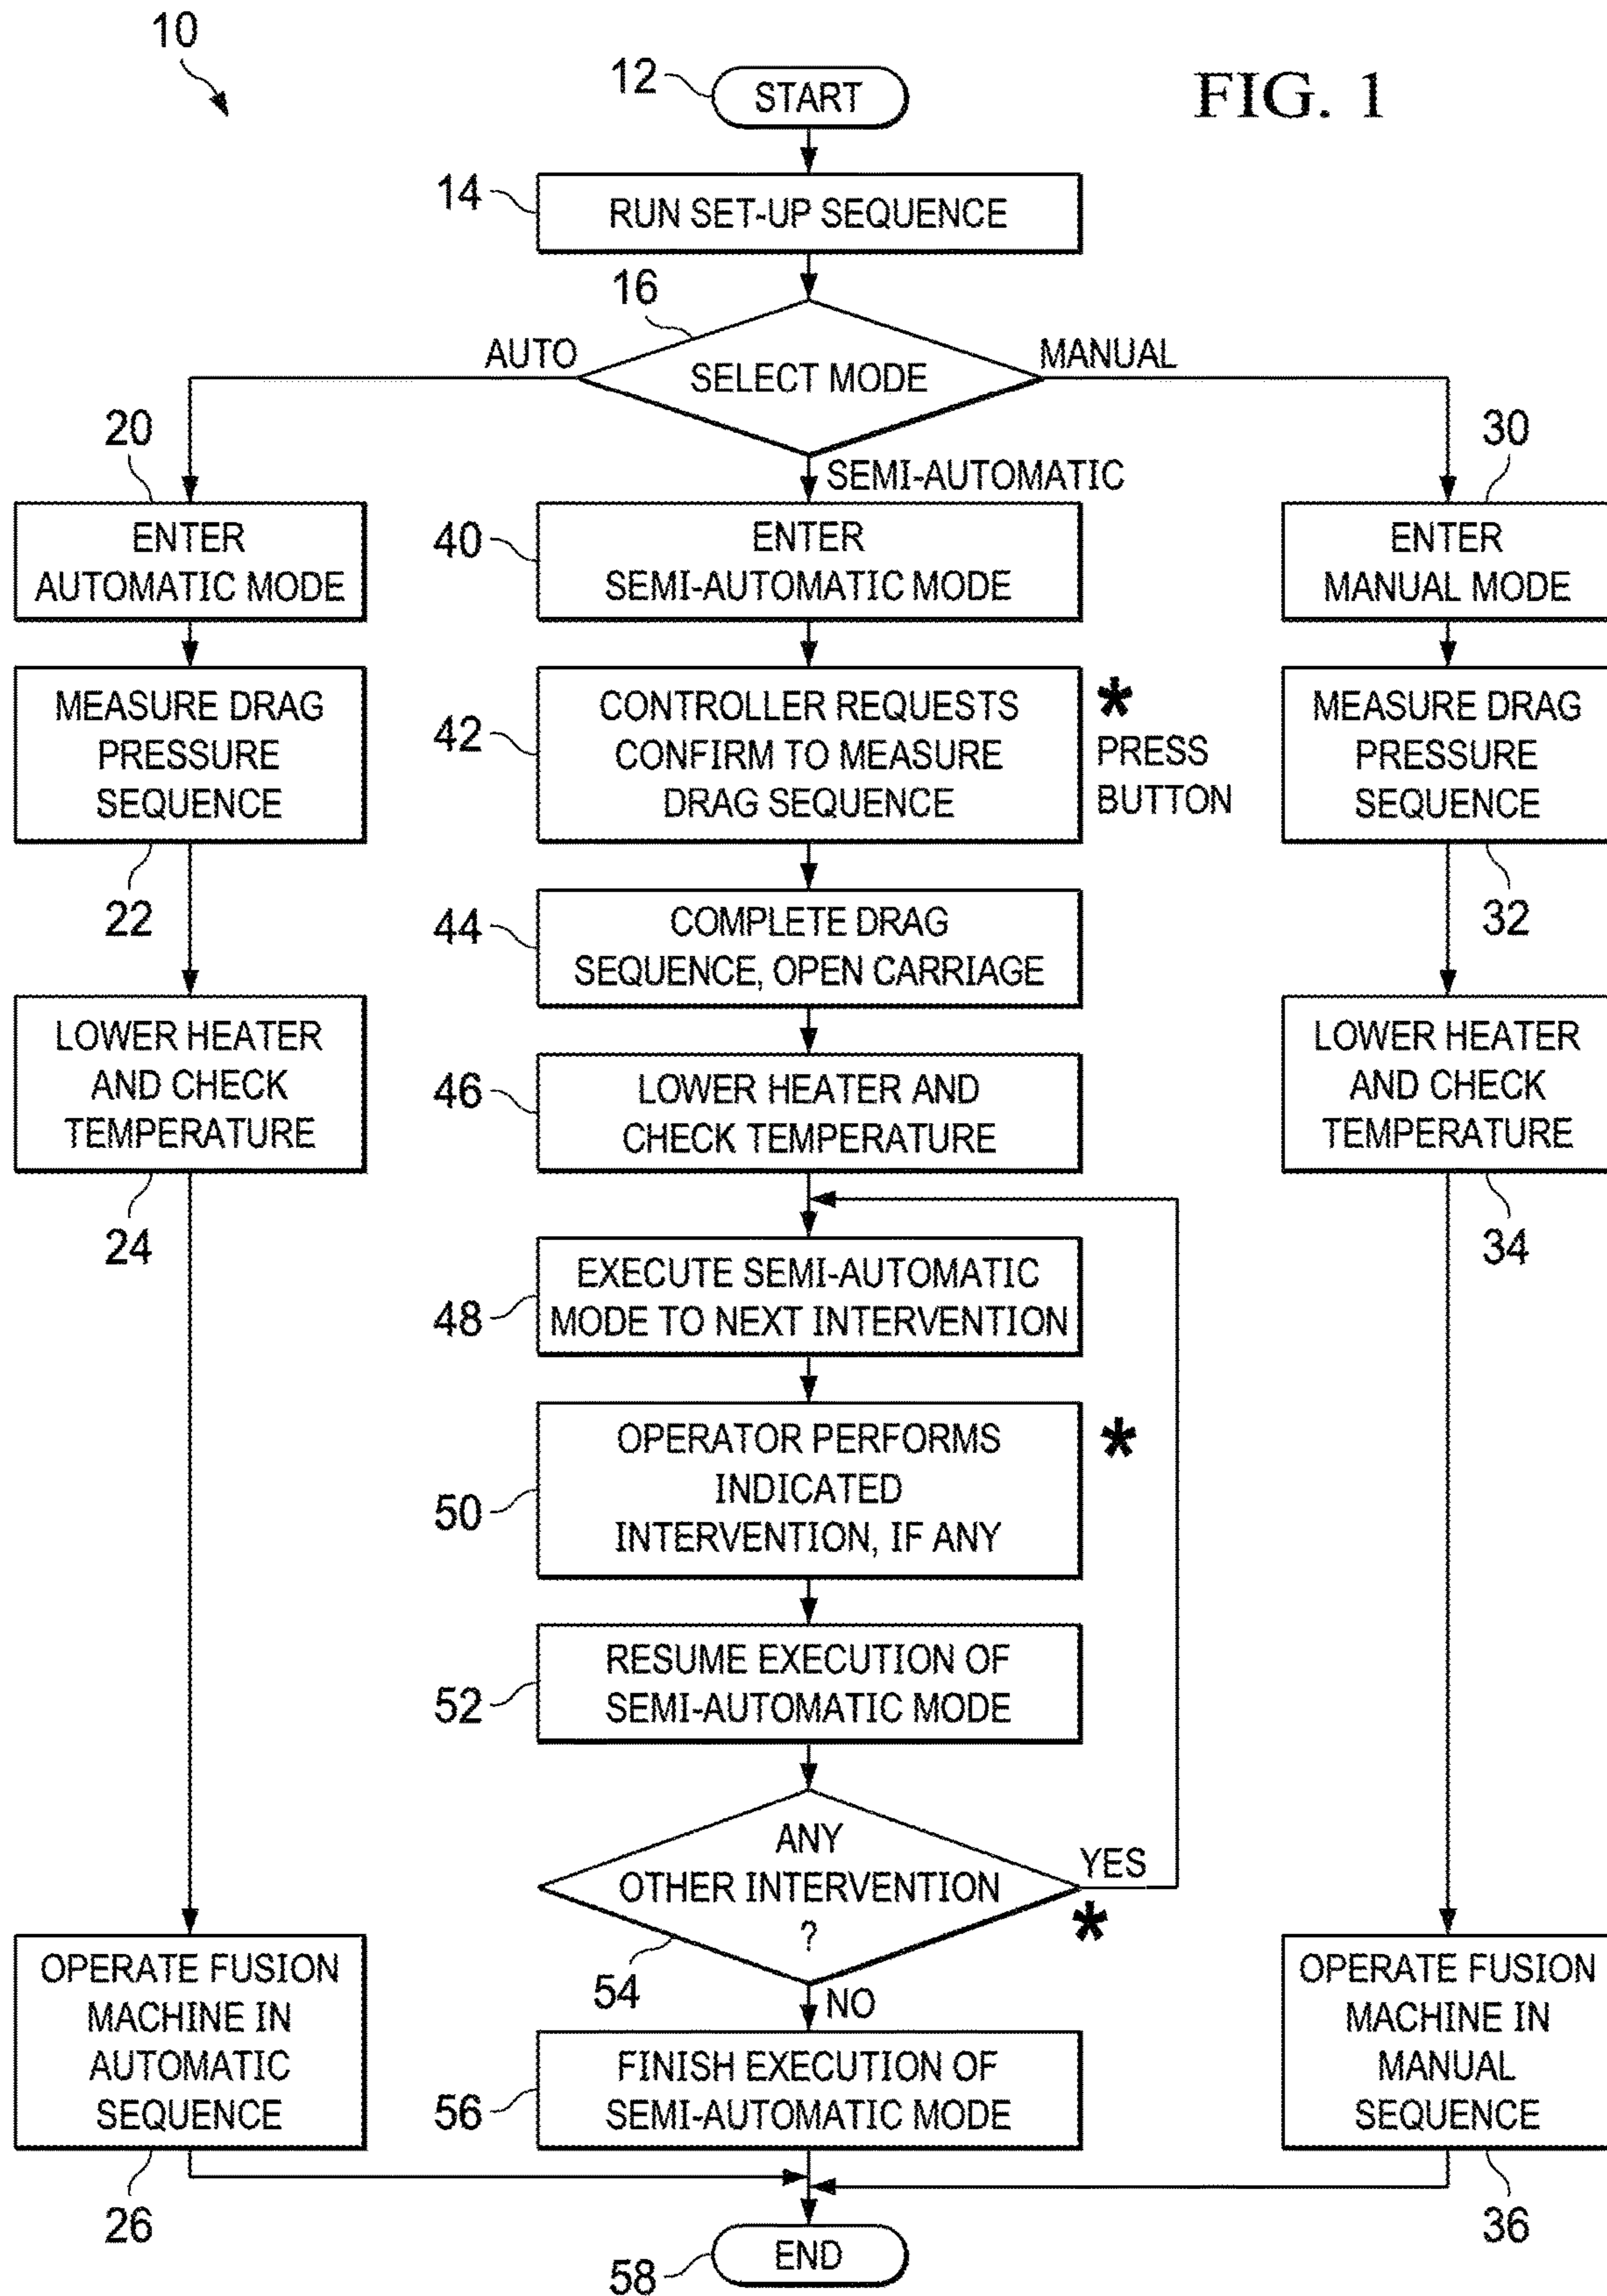 10
12
START
FIG. 1
14
RUN SET-UP SEQUENCE
16
AUTO
SELECT MODE
MANUAL
SEMI-AUTOMATIC
20
ENTER
AUTOMATIC MODE
MEASURE DRAG
PRESSURE
SEQUENCE
22
LOWER HEATER
AND CHECK
TEMPERATURE
24
OPERATE FUSION
MACHINE IN
AUTOMATIC
SEQUENCE
26
40
ENTER
SEMI-AUTOMATIC MODE
42
CONTROLLER REQUESTS
CONFIRM TO MEASURE
DRAG SEQUENCE
*
PRESS
BUTTON
44
COMPLETE DRAG
SEQUENCE, OPEN CARRIAGE
46
LOWER HEATER AND
CHECK TEMPERATURE
48
EXECUTE SEMI-AUTOMATIC
MODE TO NEXT INTERVENTION
50
OPERATOR PERFORMS
INDICATED
INTERVENTION, IF ANY
*
52
RESUME EXECUTION OF
SEMI-AUTOMATIC MODE
ANY
OTHER INTERVENTION
?
YES
*
54
NO
56
FINISH EXECUTION OF
SEMI-AUTOMATIC MODE
30
ENTER
MANUAL MODE
MEASURE DRAG
PRESSURE
SEQUENCE
32
LOWER HEATER
AND CHECK
TEMPERATURE
34
OPERATE FUSION
MACHINE IN
MANUAL
SEQUENCE
36
58
END